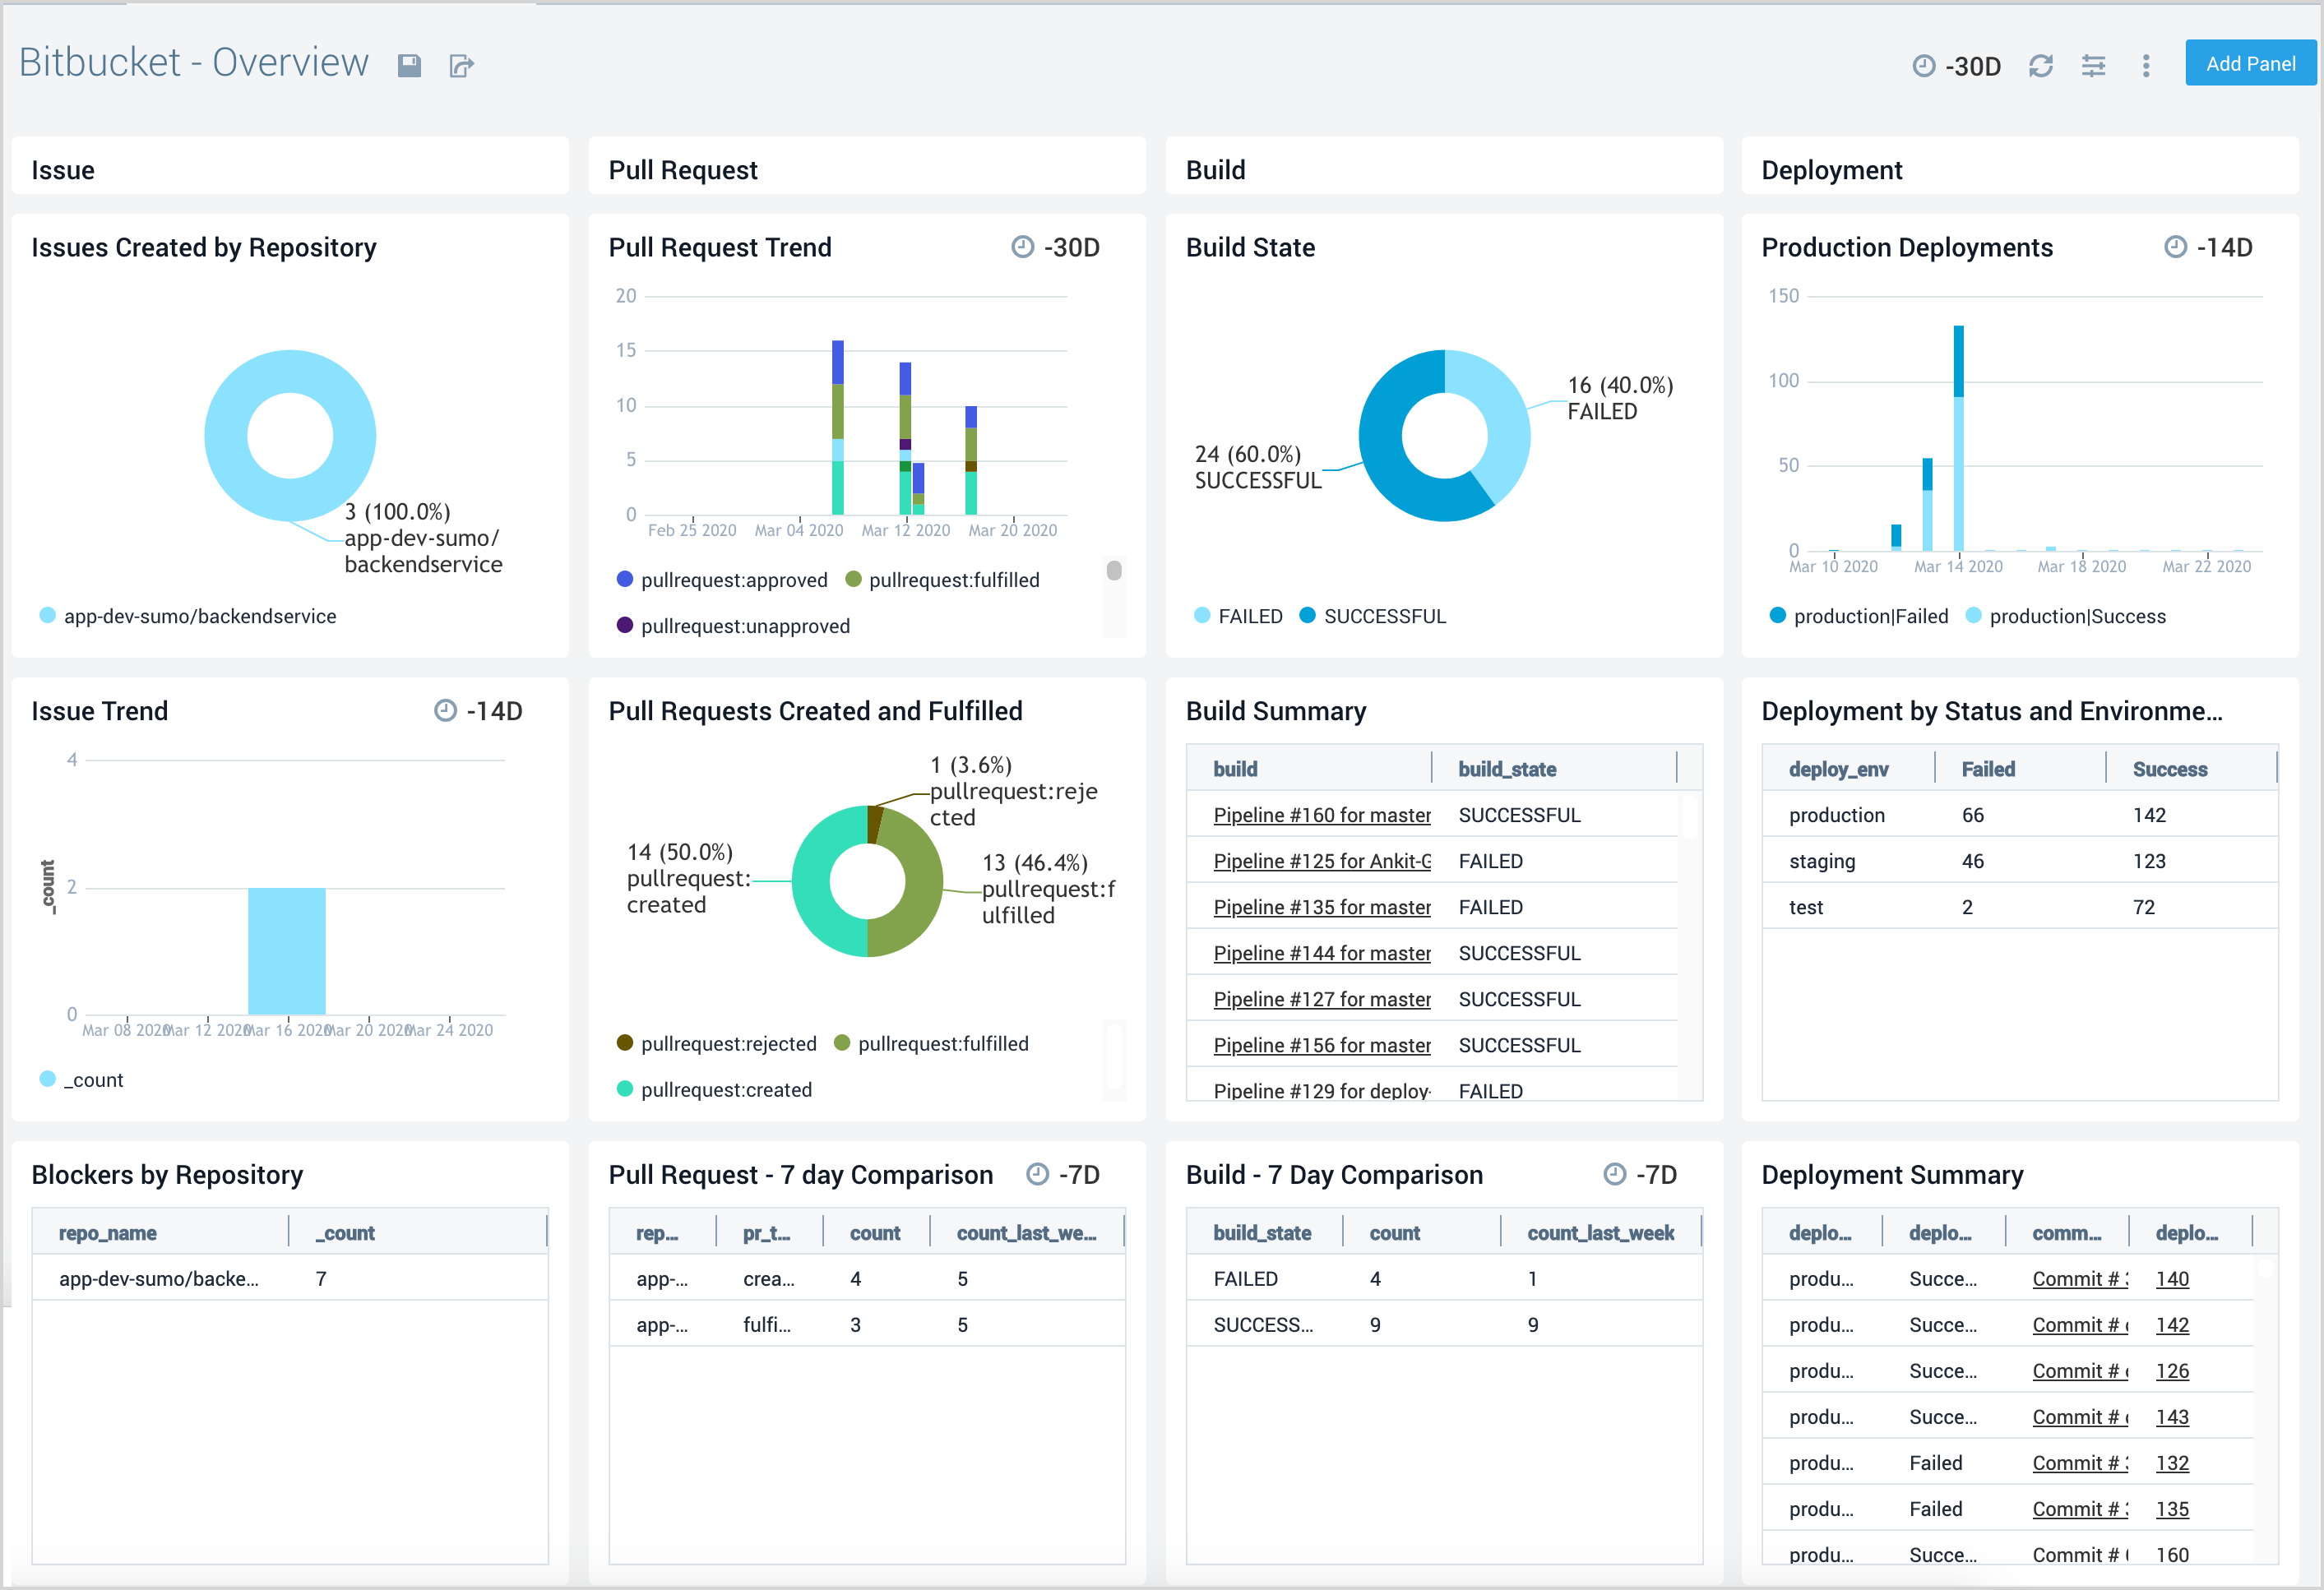 Bitbucket - Overview
-30D
Add Panel
Issue
Pull Request
Build
Deployment
Issues Created by Repository
3 (100.0%)
app-dev-sumo/
backendservice
app-dev-sumo/backendservice
Pull Request Trend
-30D
20
15
10
5
0
Feb 25 2020 Mar 04 2020 Mar 12 2020 Mar 20 2020
pullrequest:approved pullrequest:fulfilled
pullrequest:unapproved
Build State
16 (40.0%)
FAILED
24 (60.0%)
SUCCESSFUL
FAILED SUCCESSFUL
Production Deployments
-14D
150
100
50
0
Mar 10 2020 Mar 14 2020 Mar 18 2020 Mar 22 2020
production|Failed production|Success
Issue Trend
-14D
4
2
0
_count
Mar 08 2020 Mar 12 2020 Mar 16 2020 Mar 20 2020 Mar 24 2020
_count
Pull Requests Created and Fulfilled
1 (3.6%)
pullrequest:reje
cted
14 (50.0%)
pullrequest:
created
13 (46.4%)
pullrequest:f
ulfilled
pullrequest:rejected pullrequest:fulfilled
pullrequest:created
Build Summary
build build_state
Pipeline #160 for master SUCCESSFUL
Pipeline #125 for Ankit-G FAILED
Pipeline #135 for master FAILED
Pipeline #144 for master SUCCESSFUL
Pipeline #127 for master SUCCESSFUL
Pipeline #156 for master SUCCESSFUL
Pipeline #129 for deploy- FAILED
Deployment by Status and Environme...
deploy_env Failed Success
production 66 142
staging 46 123
test 2 72
Blockers by Repository
repo_name _count
app-dev-sumo/backe... 7
Pull Request - 7 day Comparison
-7D
rep... pr_t... count count_last_we...
app-... crea... 4 5
app-... fulfi... 3 5
Build - 7 Day Comparison
-7D
build_state count count_last_week
FAILED 4 1
SUCCESS... 9 9
Deployment Summary
deplo... deplo... comm... deplo...
produ... Succe... Commit # 140
produ... Succe... Commit # 142
produ... Succe... Commit # 126
produ... Succe... Commit # 143
produ... Failed Commit # 132
produ... Failed Commit # 135
produ... Succe... Commit # 160